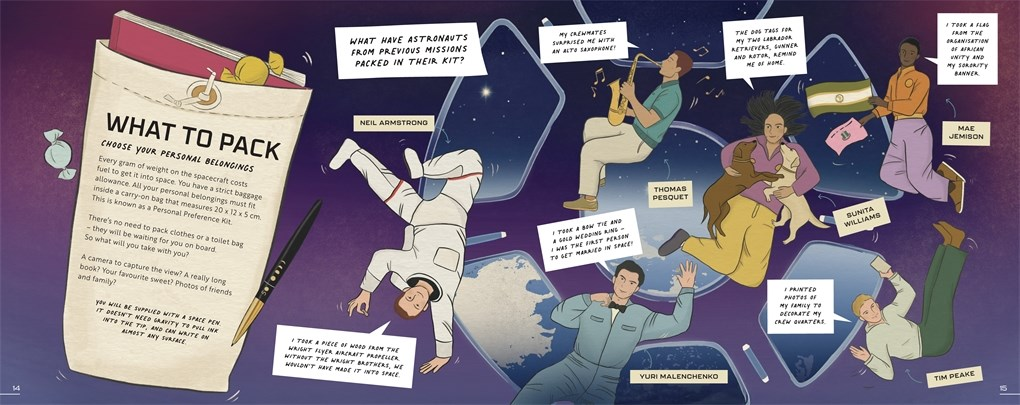 WHAT TO PACK
CHOOSE YOUR PERSONAL BELONGINGS
Every gram of weight on the spacecraft costs
fuel to get it into space. You have a strict baggage
allowance. All your personal belongings must fit
inside a carry-on bag that measures 20 x 12 x 5 cm.
This is known as a Personal Preference Kit.
There's no need to pack clothes or a toilet bag
– they will be waiting for you on board.
So what will you take with you?
A camera to capture the view? A really long
book? Your favourite sweet? Photos of friends
and family?
YOU WILL BE SUPPLIED WITH A SPACE PEN.
IT DOESN'T NEED GRAVITY TO PULL INK
INTO THE TIP, AND CAN WRITE ON
ALMOST ANY SURFACE.
14
WHAT HAVE ASTRONAUTS
FROM PREVIOUS MISSIONS
PACKED IN THEIR KIT?
NEIL ARMSTRONG
I TOOK A PIECE OF WOOD FROM THE
WRIGHT FLYER AIRCRAFT PROPELLER.
WITHOUT THE WRIGHT BROTHERS, WE
WOULDN'T HAVE MADE IT INTO SPACE.
MY CREWMATES
SURPRISED ME WITH
AN ALTO SAXOPHONE!
THOMAS
PESQUET
THE DOG TAGS FOR
MY TWO LABRADOR
RETRIEVERS, GUNNER
AND ROTOR, REMIND
ME OF HOME.
SUNITA
WILLIAMS
I TOOK A FLAG
FROM THE
ORGANISATION
OF AFRICAN
UNITY AND
MY SORORITY
BANNER.
MAE
JEMISON
I TOOK A BOW TIE AND
A GOLD WEDDING RING –
I WAS THE FIRST PERSON
TO GET MARRIED IN SPACE!
YURI MALENCHENKO
I PRINTED
PHOTOS OF
MY FAMILY TO
DECORATE MY
CREW QUARTERS.
TIM PEAKE
15